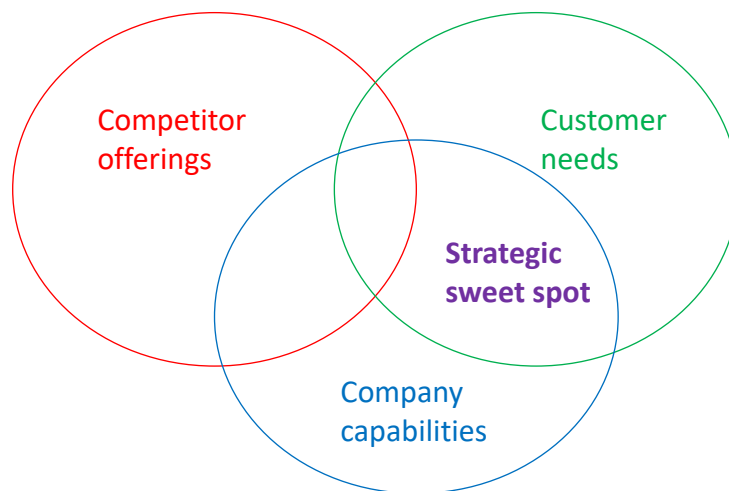 Competitor
offerings
Customer
needs
Strategic
sweet spot
Company
capabilities